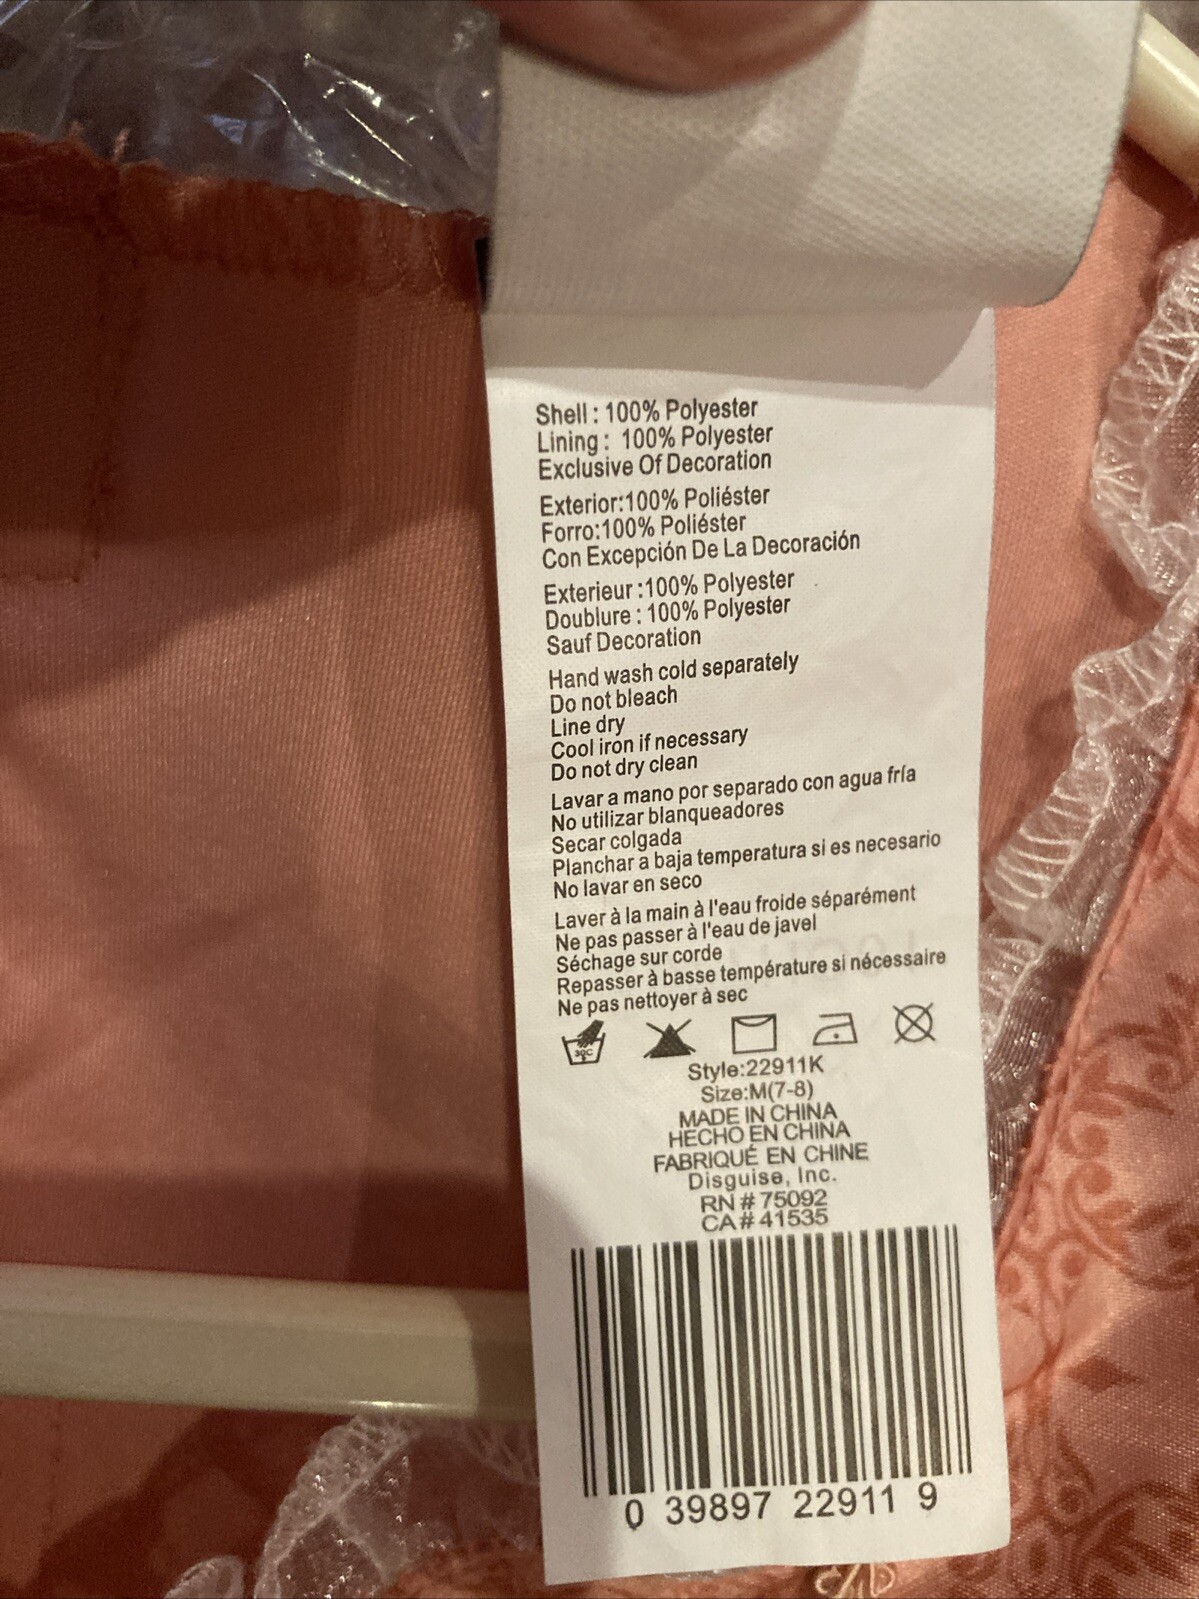 Shell : 100% Polyester
Lining : 100% Polyester
Exclusive Of Decoration
Exterior:100% Poliéster
Forro:100% Poliéster
Con Excepción De La Decoración
Exterieur :100% Polyester
Doublure : 100% Polyester
Sauf Decoration
Hand wash cold separately
Do not bleach
Line dry
Cool iron if necessary
Do not dry clean
Lavar a mano por separado con agua fría
No utilizar blanqueadores
Secar colgada
Planchar a baja temperatura si es necesario
No lavar en seco
Laver à la main à l'eau froide séparément
Ne pas passer à l'eau de javel
Séchage sur corde
Repasser à basse température si nécessaire
Ne pas nettoyer à sec
30C
Style:22911K
Size:M(7-8)
MADE IN CHINA
HECHO EN CHINA
FABRIQUÉ EN CHINE
Disguise, Inc.
RN # 75092
CA # 41535
0 39897 22911 9